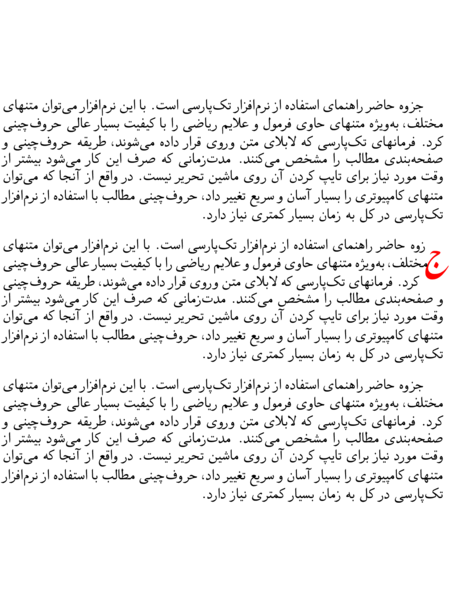 جزوه حاضر راهنمای استفاده از نرم‌افزار تک‌پارسی است. با این نرم‌افزار می‌توان متنهای
مختلف، به‌ویژه متنهای حاوی فرمول و علایم ریاضی را با کیفیت بسیار عالی حروف‌چینی
کرد. فرمانهای تک‌پارسی که لابلای متن وروی قرار داده می‌شوند، طریقه حروف‌چینی و
صفحه‌بندی مطالب را مشخص می‌کنند. مدت‌زمانی که صرف این کار می‌شود بیشتر از
وقت مورد نیاز برای تایپ کردن آن روی ماشین تحریر نیست. در واقع از آنجا که می‌توان
متنهای کامپیوتری را بسیار آسان و سریع تغییر داد، حروف‌چینی مطالب با استفاده از نرم‌افزار
تک‌پارسی در کل به زمان بسیار کمتری نیاز دارد.
جزوه حاضر راهنمای استفاده از نرم‌افزار تک‌پارسی است. با این نرم‌افزار می‌توان متنهای
مختلف، به‌ویژه متنهای حاوی فرمول و علایم ریاضی را با کیفیت بسیار عالی حروف‌چینی
کرد. فرمانهای تک‌پارسی که لابلای متن وروی قرار داده می‌شوند، طریقه حروف‌چینی
و صفحه‌بندی مطالب را مشخص می‌کنند. مدت‌زمانی که صرف این کار می‌شود بیشتر از
وقت مورد نیاز برای تایپ کردن آن روی ماشین تحریر نیست. در واقع از آنجا که می‌توان
متنهای کامپیوتری را بسیار آسان و سریع تغییر داد، حروف‌چینی مطالب با استفاده از نرم‌افزار
تک‌پارسی در کل به زمان بسیار کمتری نیاز دارد.
جزوه حاضر راهنمای استفاده از نرم‌افزار تک‌پارسی است. با این نرم‌افزار می‌توان متنهای
مختلف، به‌ویژه متنهای حاوی فرمول و علایم ریاضی را با کیفیت بسیار عالی حروف‌چینی
کرد. فرمانهای تک‌پارسی که لابلای متن وروی قرار داده می‌شوند، طریقه حروف‌چینی و
صفحه‌بندی مطالب را مشخص می‌کنند. مدت‌زمانی که صرف این کار می‌شود بیشتر از
وقت مورد نیاز برای تایپ کردن آن روی ماشین تحریر نیست. در واقع از آنجا که می‌توان
متنهای کامپیوتری را بسیار آسان و سریع تغییر داد، حروف‌چینی مطالب با استفاده از نرم‌افزار
تک‌پارسی در کل به زمان بسیار کمتری نیاز دارد.